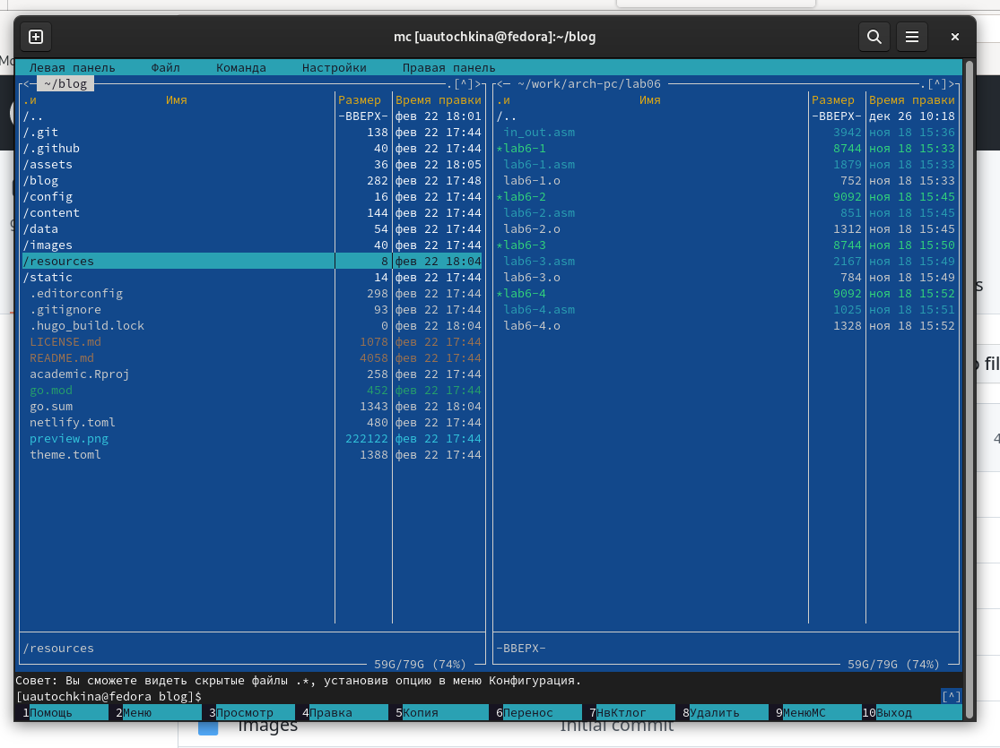 mc [uautochkina@fedora]:~/blog
Левая панель Файл Команда Настройки Правая панель
<─ ~/blog .[^]>
.и Имя Размер Время правки
/.. -ВВЕРХ- фев 22 18:01
/.git 138 фев 22 17:44
/.github 40 фев 22 17:44
/assets 36 фев 22 18:05
/blog 282 фев 22 17:48
/config 16 фев 22 17:44
/content 144 фев 22 17:44
/data 54 фев 22 17:44
/images 40 фев 22 17:44
/resources 8 фев 22 18:04
/static 14 фев 22 17:44
.editorconfig 298 фев 22 17:44
.gitignore 93 фев 22 17:44
.hugo_build.lock 0 фев 22 18:04
LICENSE.md 1078 фев 22 17:44
README.md 4058 фев 22 17:44
academic.Rproj 258 фев 22 17:44
go.mod 452 фев 22 17:44
go.sum 1343 фев 22 18:04
netlify.toml 480 фев 22 17:44
preview.png 222122 фев 22 17:44
theme.toml 1388 фев 22 17:44
/resources
59G/79G (74%)
<─ ~/work/arch-pc/lab06 .[^]>
.и Имя Размер Время правки
/.. -ВВЕРХ- дек 26 10:18
in_out.asm 3942 ноя 18 15:36
*lab6-1 8744 ноя 18 15:33
lab6-1.asm 1879 ноя 18 15:33
lab6-1.o 752 ноя 18 15:33
*lab6-2 9092 ноя 18 15:45
lab6-2.asm 851 ноя 18 15:45
lab6-2.o 1312 ноя 18 15:45
*lab6-3 8744 ноя 18 15:50
lab6-3.asm 2167 ноя 18 15:49
lab6-3.o 784 ноя 18 15:49
*lab6-4 9092 ноя 18 15:52
lab6-4.asm 1025 ноя 18 15:51
lab6-4.o 1328 ноя 18 15:52
-ВВЕРХ-
59G/79G (74%)
Совет: Вы сможете видеть скрытые файлы .*, установив опцию в меню Конфигурация.
[uautochkina@fedora blog]$ [^]
1Помощь 2Меню 3Просмотр 4Правка 5Копия 6Перенос 7НвКтлог 8Удалить 9МенюMC 10Выход
images Initial commit